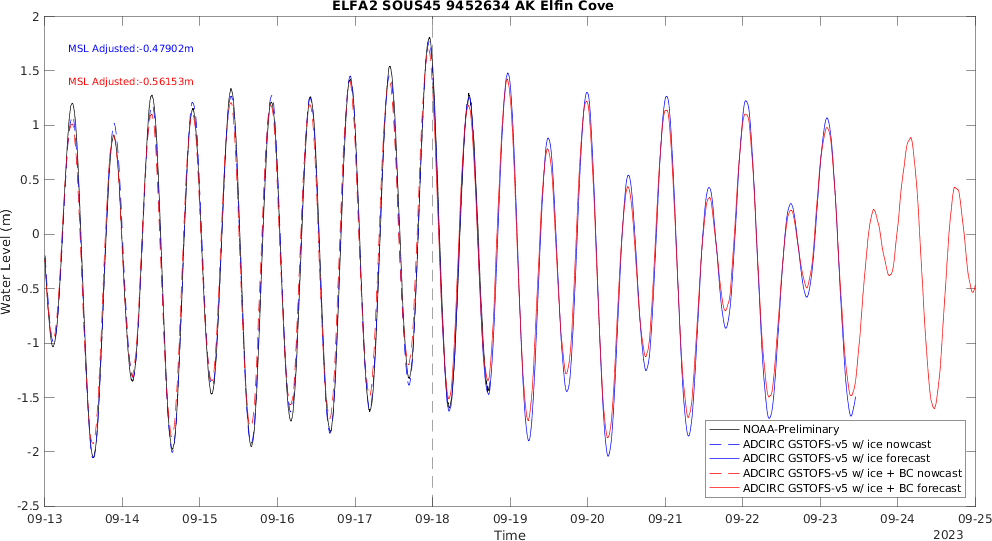 ELFA2 SOUS45 9452634 AK Elfin Cove
MSL Adjusted:-0.47902m
MSL Adjusted:-0.56153m
Water Level (m)
2
1.5
1
0.5
0
-0.5
-1
-1.5
-2
-2.5
NOAA-Preliminary
ADCIRC GSTOFS-v5 w/ ice nowcast
ADCIRC GSTOFS-v5 w/ ice forecast
ADCIRC GSTOFS-v5 w/ ice + BC nowcast
ADCIRC GSTOFS-v5 w/ ice + BC forecast
09-13 09-14 09-15 09-16 09-17 09-18 09-19 09-20 09-21 09-22 09-23 09-24 09-25
Time
2023